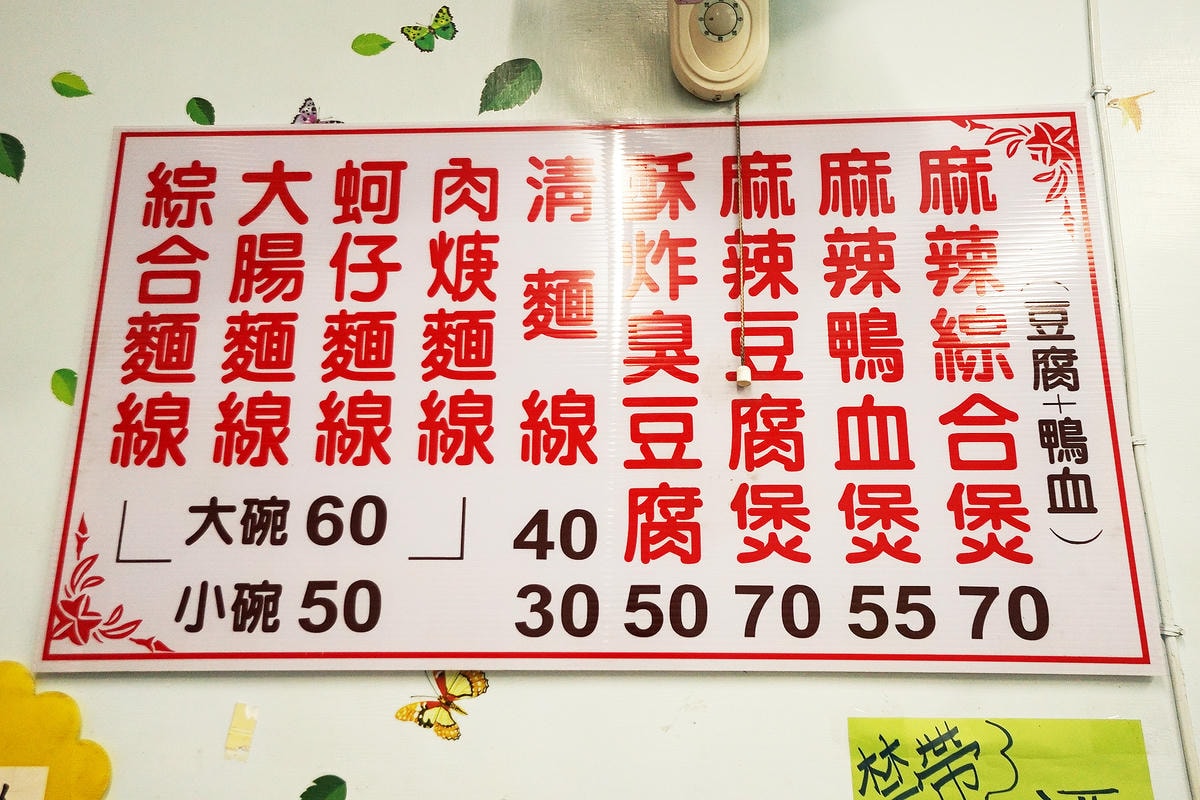 麻辣綜合煲
(豆腐+鴨血)
70
麻辣鴨血煲
55
麻辣豆腐煲
70
酥炸臭豆腐
50
清麵線
40
30
肉焿麵線
蚵仔麵線
大腸麵線
綜合麵線
大碗 60
小碗 50